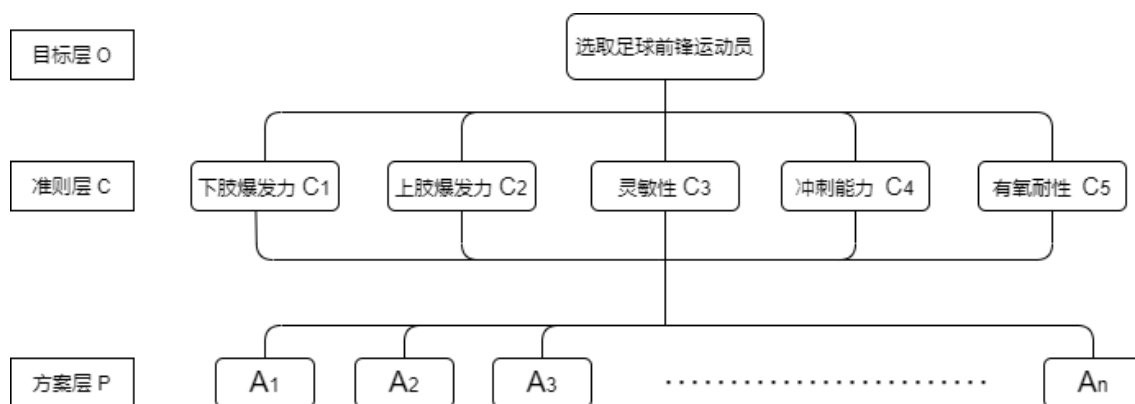 目标层 O
选取足球前锋运动员
准则层 C
下胶爆发力 C1
上胶爆发力 C2
灵敏性 C3
冲刺能力 C4
有氧耐性 C5
方案层 P
A1
A2
A3
.............................
An